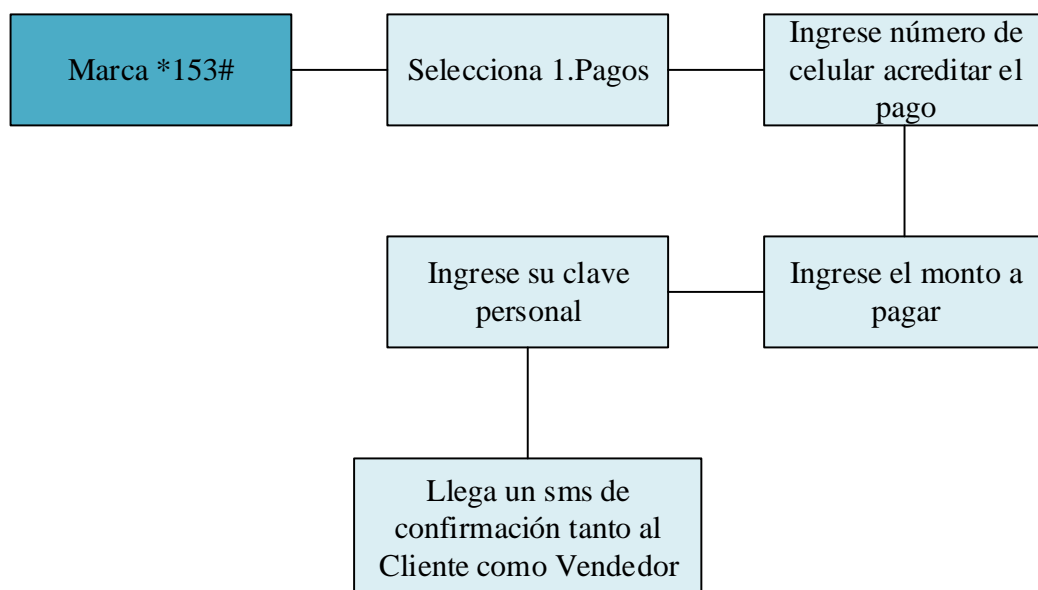 Marca *153#
Selecciona 1.Pagos
Ingrese número de
celular acreditar el
pago
Ingrese el monto a
pagar
Ingrese su clave
personal
Llega un sms de
confirmación tanto al
Cliente como Vendedor